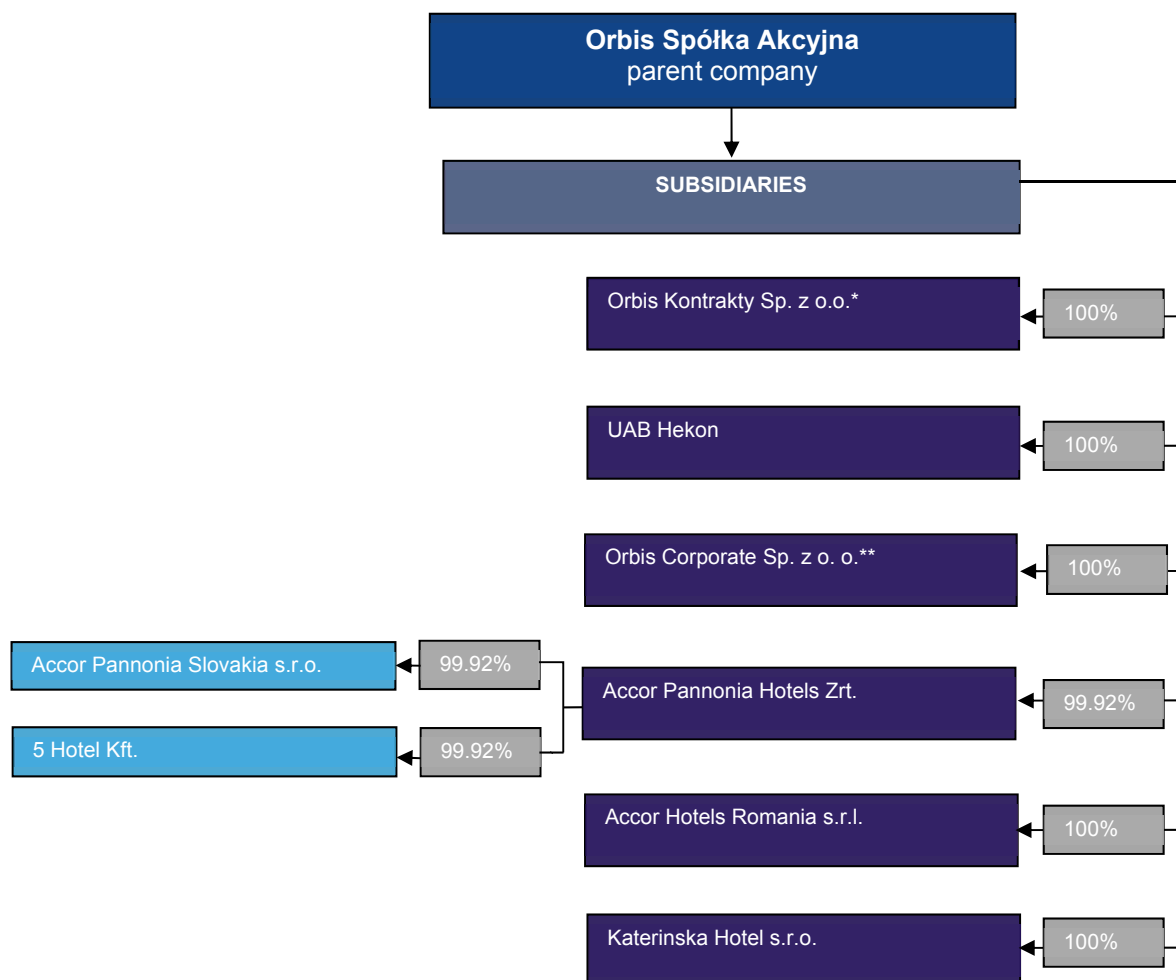 Orbis Spółka Akcyjna
parent company
SUBSIDIARIES
Orbis Kontrakty Sp. z o.o.*
100%
UAB Hekon
100%
Orbis Corporate Sp. z o. o.**
100%
Accor Pannonia Slovakia s.r.o.
99.92%
Accor Pannonia Hotels Zrt.
99.92%
5 Hotel Kft.
99.92%
Accor Hotels Romania s.r.l.
100%
Katerinska Hotel s.r.o.
100%